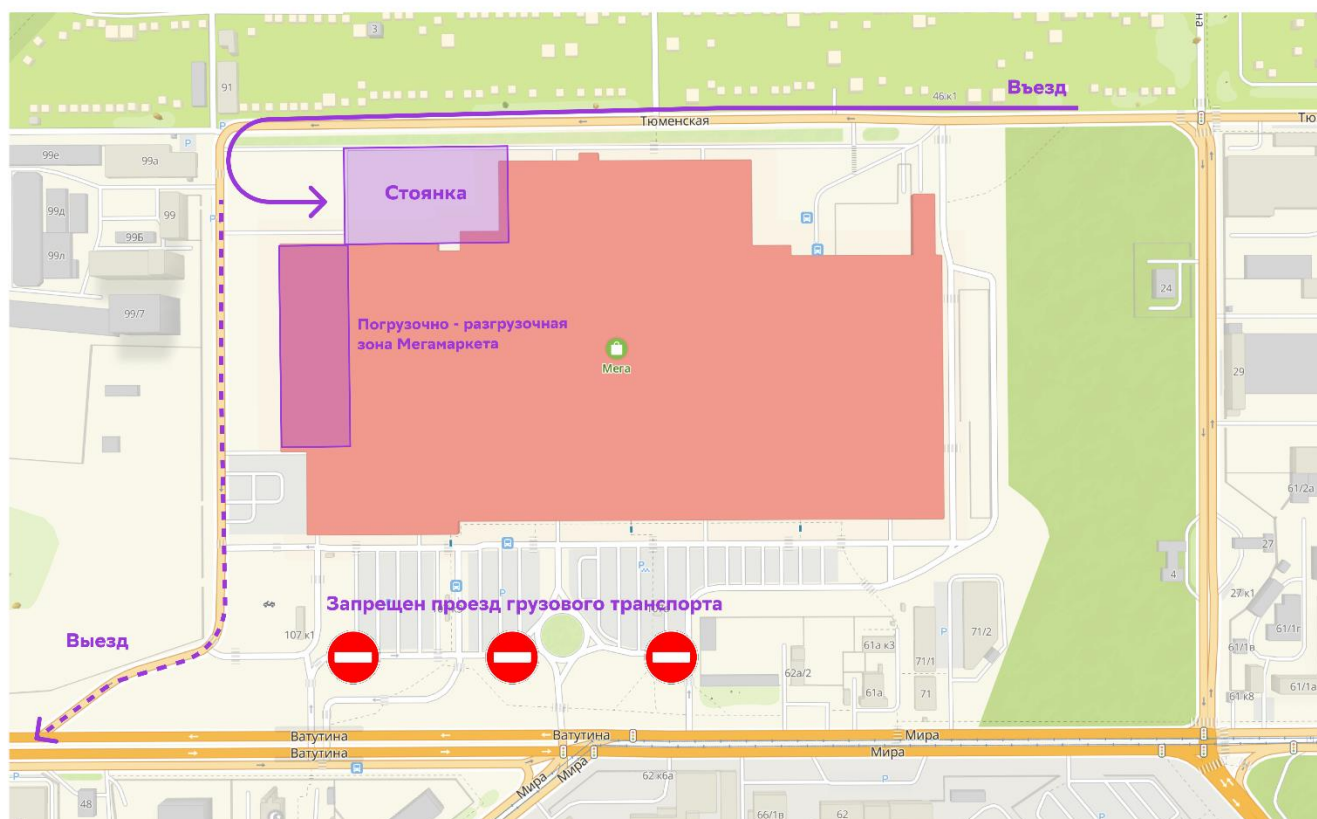 на
3
91
46 к1
Въезд
Тюменская
Тю
P
P
99е
99а
Стоянка
99д
99
P
99Б
99л
24
99/7
Погрузочно - разгрузочная
зона Мегамаркета
Мега
29
61/2а
27
4
27 к1
P
P
Запрещен проезд грузового транспорта
107 к1
Выезд
61а к3
71/2
P
61/1г
71/1
61/1в
62а/2
61а
71
61 к8
61/1а
Ватутина
Ватутина
Мира
Ватутина
Мира
P
Мира
Мира
62 к6а
P
48
66/1в
62
P